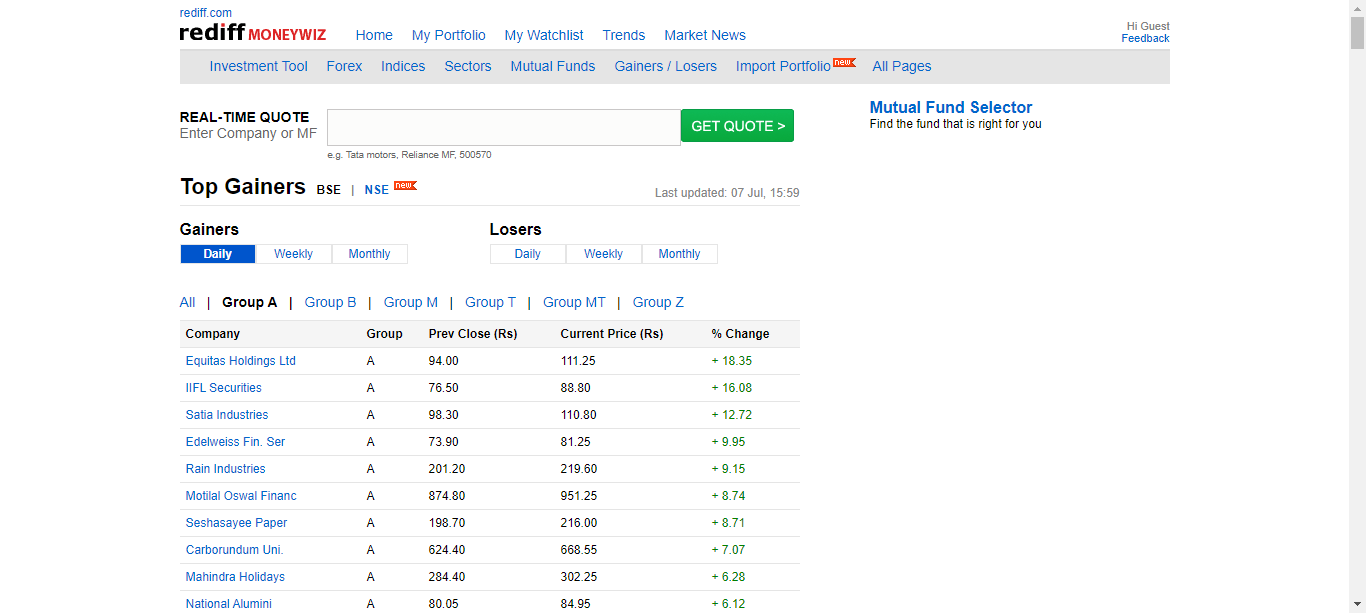 rediff.com
rediff MONEYWIZ Home My Portfolio My Watchlist Trends Market News
Hi Guest
Feedback
Investment Tool Forex Indices Sectors Mutual Funds Gainers / Losers Import Portfolio new All Pages
REAL-TIME QUOTE
Enter Company or MF
GET QUOTE >
e.g. Tata motors, Reliance MF, 500570
Mutual Fund Selector
Find the fund that is right for you
Top Gainers BSE | NSE new
Last updated: 07 Jul, 15:59
Gainers Losers
Daily Weekly Monthly Daily Weekly Monthly
All | Group A | Group B | Group M | Group T | Group MT | Group Z
Company Group Prev Close (Rs) Current Price (Rs) % Change
Equitas Holdings Ltd A 94.00 111.25 + 18.35
IIFL Securities A 76.50 88.80 + 16.08
Satia Industries A 98.30 110.80 + 12.72
Edelweiss Fin. Ser A 73.90 81.25 + 9.95
Rain Industries A 201.20 219.60 + 9.15
Motilal Oswal Financ A 874.80 951.25 + 8.74
Seshasayee Paper A 198.70 216.00 + 8.71
Carborundum Uni. A 624.40 668.55 + 7.07
Mahindra Holidays A 284.40 302.25 + 6.28
National Alumini A 80.05 84.95 + 6.12